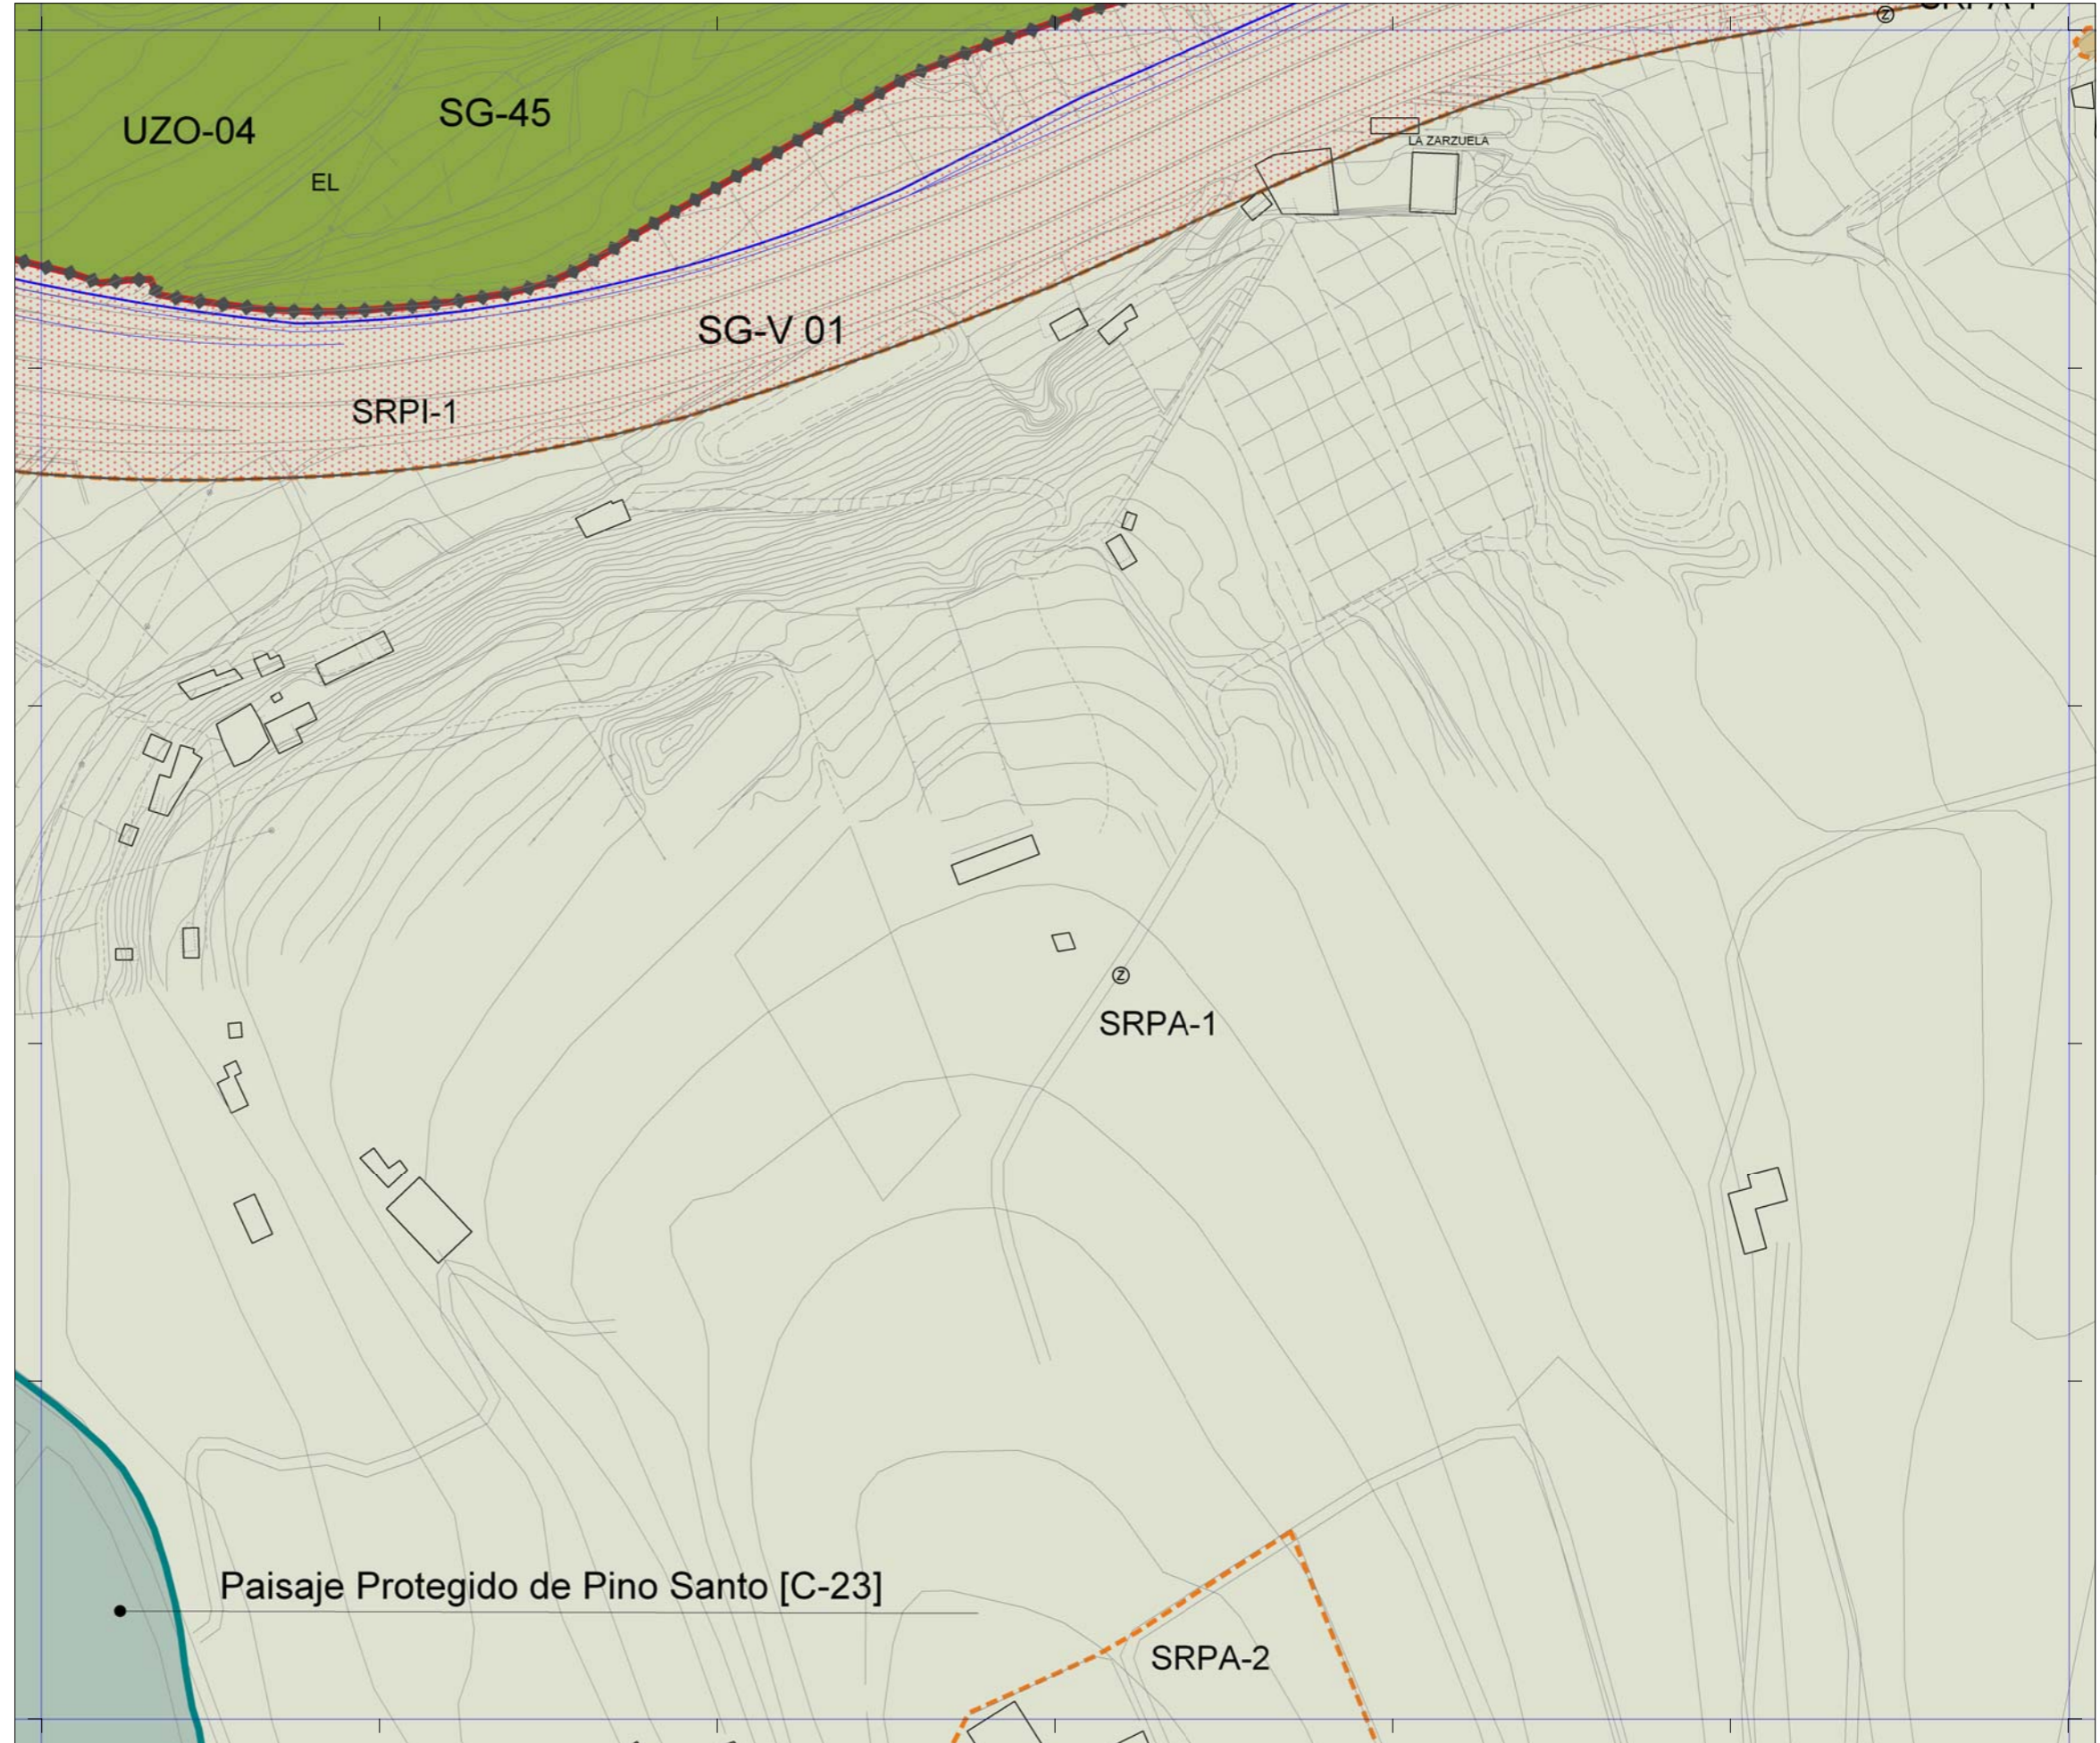 SG-45
UZO-04
EL
LA ZARZUELA
SG-V 01
SRPI-1
Z
SRPA-1
Paisaje Protegido de Pino Santo [C-23]
SRPA-2